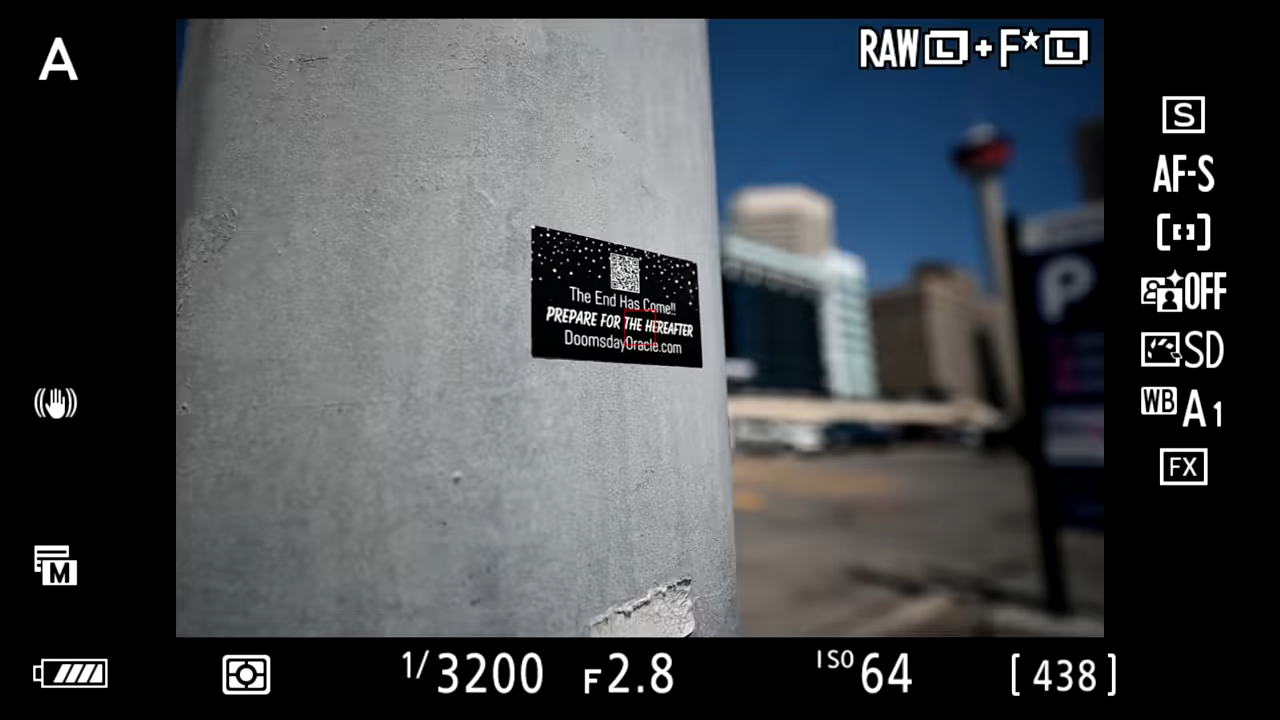 A
RAW L + F★ L
S
AF-S
OFF
SD
WB A1
FX
The End Has Come!!
PREPARE FOR THE HEREAFTER
DoomsdayOracle.com
P
M
1/3200 F2.8 ISO 64 [438]